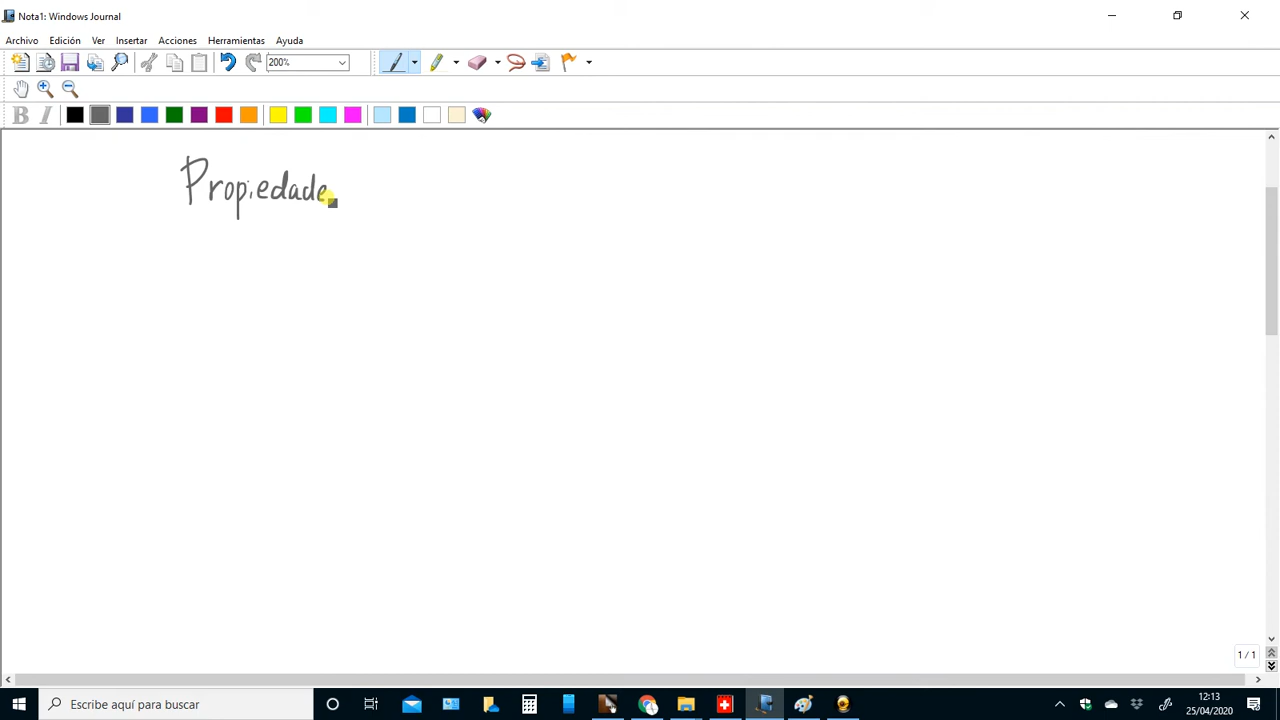 Nota1: Windows Journal
Archivo Edición Ver Insertar Acciones Herramientas Ayuda
200%
B I
Propiedade
1 / 1
Escribe aquí para buscar
12:13
25/04/2020